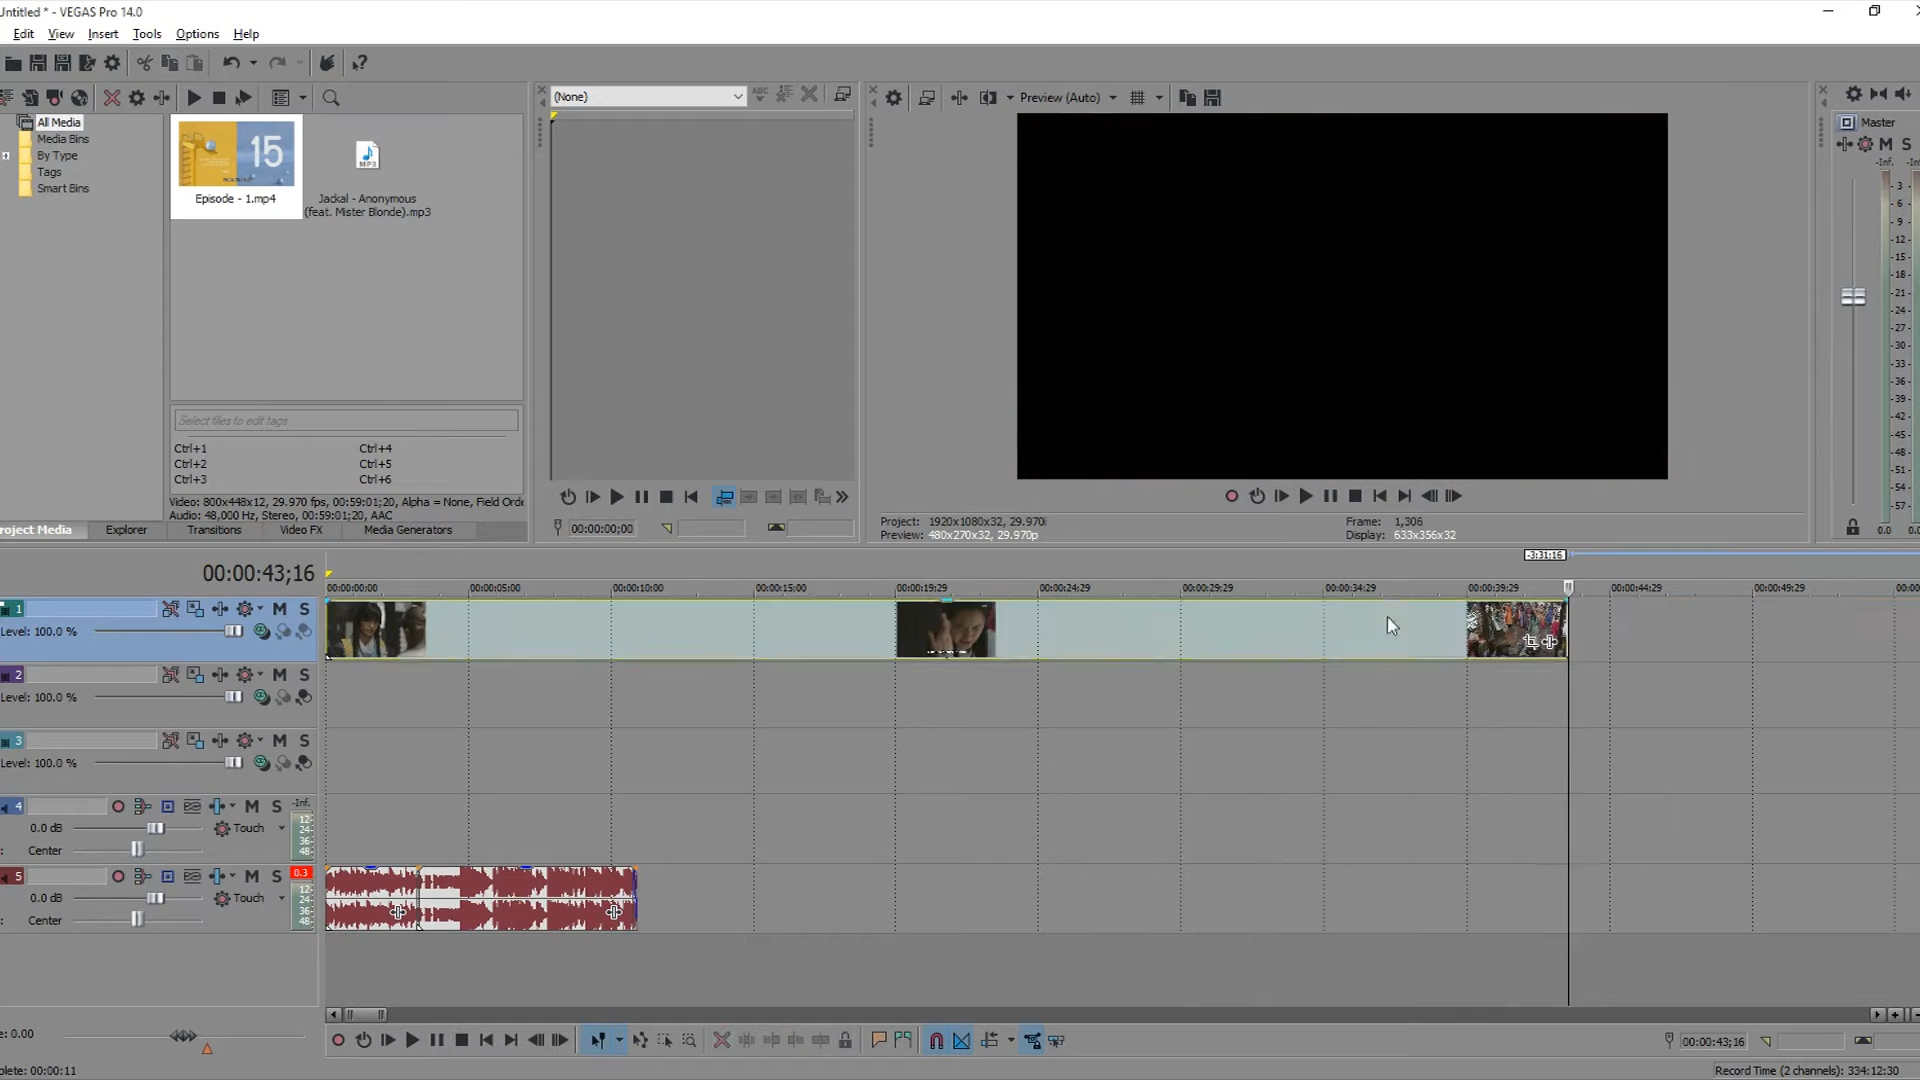 Untitled * - VEGAS Pro 14.0
Edit View Insert Tools Options Help
(None)
ABC
Preview (Auto)
All Media
Media Bins
By Type
Tags
Smart Bins
15
Episode - 1.mp4
MP3
Jackal - Anonymous
(feat. Mister Blonde).mp3
Master
M S
-Inf.
- 3 -
- 6 -
- 9 -
-12-
-15-
-18-
-21-
-24-
-27-
-30-
-33-
-36-
-39-
-42-
-45-
-48-
-51-
-54-
-57-
0.0 0.0
Select files to edit tags
Ctrl+1 Ctrl+4
Ctrl+2 Ctrl+5
Ctrl+3 Ctrl+6
Video: 800x448x12, 29.970 fps, 00:59:01;20, Alpha = None, Field Orde
Audio: 48,000 Hz, Stereo, 00:59:01;20, AAC
roject Media Explorer Transitions Video FX Media Generators
00:00:00;00
Project: 1920x1080x32, 29.970i
Preview: 480x270x32, 29.970p
Frame: 1,306
Display: 633x356x32
-3:31:16
00:00:43;16
00:00:00;00 00:00:05;00 00:00:10;00 00:00:15;00 00:00:19;29 00:00:24;29 00:00:29;29 00:00:34;29 00:00:39;29 00:00:44;29 00:00:49;29 00:00
1 M S
Level: 100.0 %
2 M S
Level: 100.0 %
3 M S
Level: 100.0 %
4 M S -Inf.
0.0 dB Touch
Center
12-
24-
36-
48-
5 M S 0.3
0.0 dB Touch
Center
12-
24-
36-
48-
e: 0.00
00:00:43;16
plete: 00:00:11
Record Time (2 channels): 334:12:30